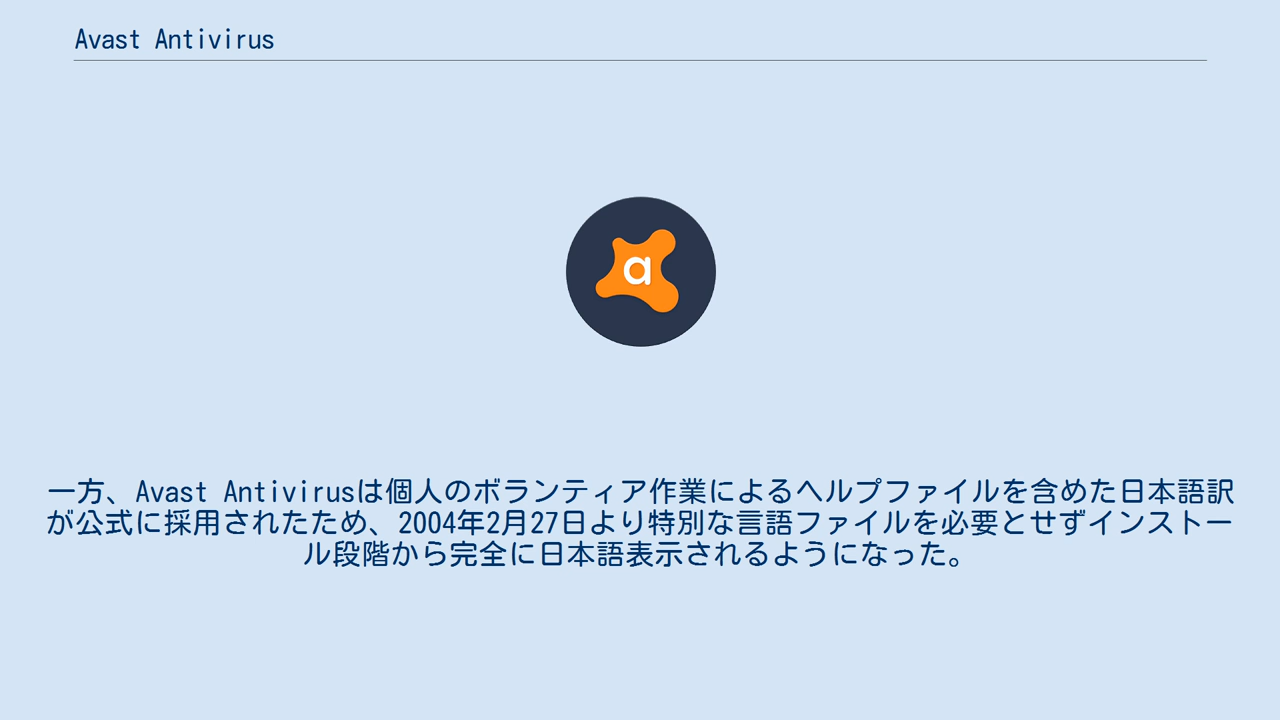 Avast Antivirus
a
一方、Avast Antivirusは個人のボランティア作業によるヘルプファイルを含めた日本語訳
が公式に採用されたため、2004年2月27日より特別な言語ファイルを必要とせずインストー
ル段階から完全に日本語表示されるようになった。